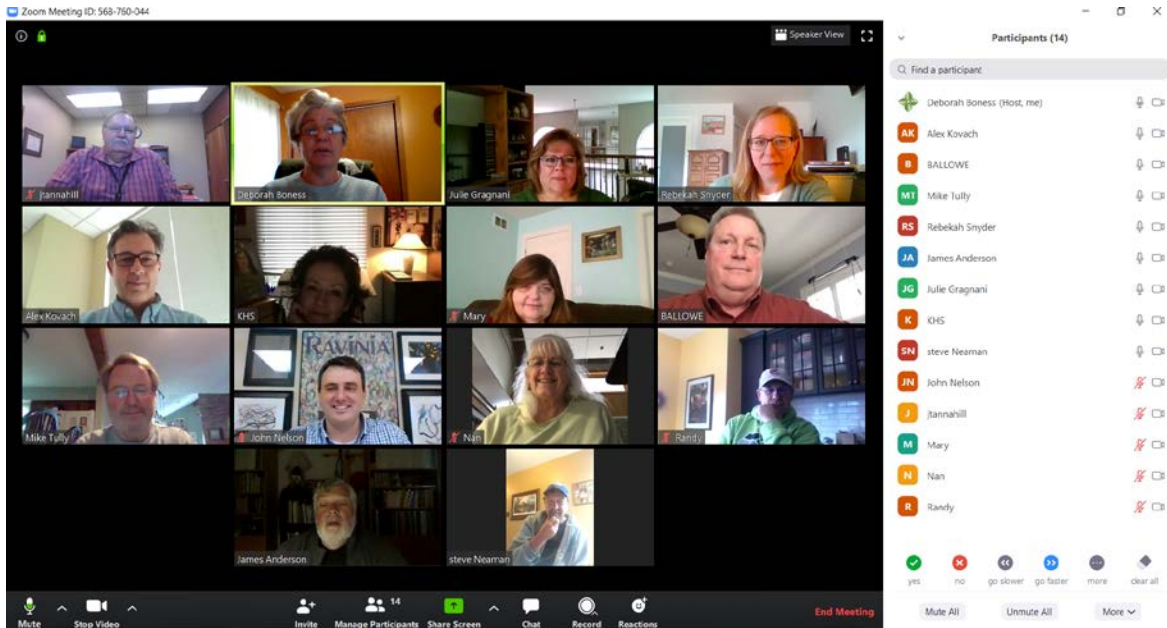 Zoom Meeting ID: 568-760-044
Speaker View
jtannahill
Deborah Boness
Julie Gragnani
Rebekah Snyder
Alex Kovach
KHS
Mary
BALLOWE
RAVINIA
Mike Tully
John Nelson
Nan
Randy
James Anderson
steve Neaman
Mute
Stop Video
Invite
14
Manage Participants
Share Screen
Chat
Record
Reactions
End Meeting
Participants (14)
Find a participant
Deborah Boness (Host, me)
AK Alex Kovach
B BALLOWE
MT Mike Tully
RS Rebekah Snyder
JA James Anderson
JG Julie Gragnani
K KHS
SN steve Neaman
JN John Nelson
J jtannahill
M Mary
N Nan
R Randy
yes no go slower go faster more clear all
Mute All Unmute All More